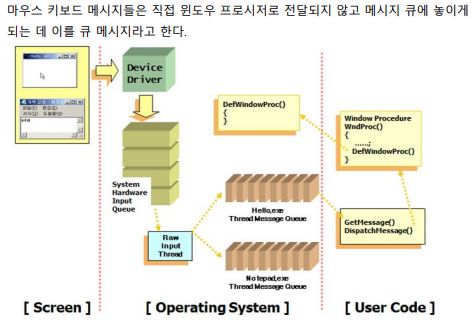 마우스 키보드 메시지들은 직접 윈도우 프로시저로 전달되지 않고 메시지 큐에 놓이게
되는 데 이를 큐 메시지라고 한다.
Device
Driver
DefWindowProc()
{
}
Window Procedure
WndProc()
{
......;
DefWindowProc()
}
System
Hardware
Input
Queue
Hello,exe
Thread Message Queue
GetMessage()
DispatchMessage()
Raw
Input
Thread
Notepad,exe
Thread Message Queue
[ Screen ]
[ Operating System ]
[ User Code ]